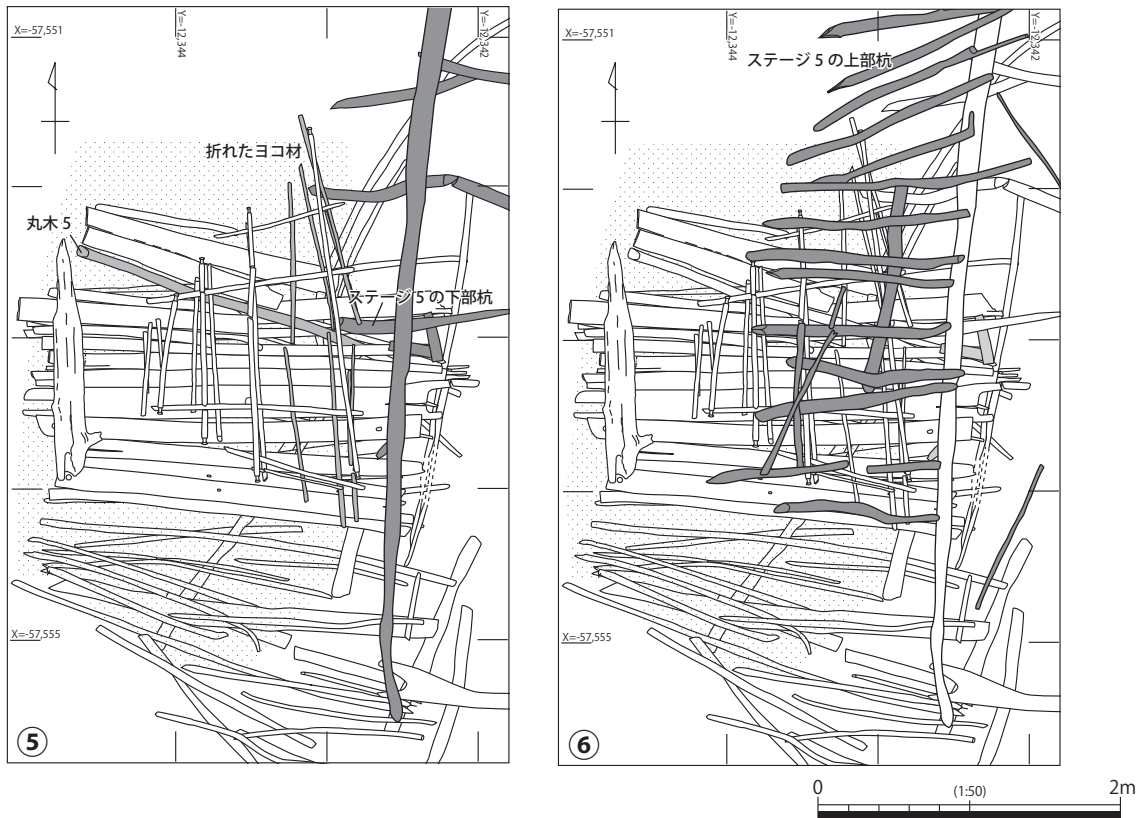 X=-57,551
Y=-12,344
Y=-12,342
折れたヨコ材
丸木 5
ステージ 5 の下部杭
X=-57,555
⑤
X=-57,551
Y=-12,344
Y=-12,342
ステージ 5 の上部杭
X=-57,555
⑥
0 (1:50) 2m